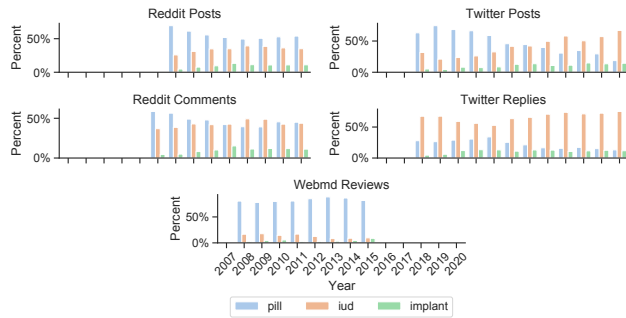 Reddit Posts
Twitter Posts
Percent
50%
0%
Percent
50%
0%
Reddit Comments
Twitter Replies
Percent
50%
0%
Percent
50%
0%
Webmd Reviews
Percent
50%
2007 2008 2009 2010 2011 2012 2013 2014 2015 2016 2017 2018 2019 2020
Year
pill iud implant